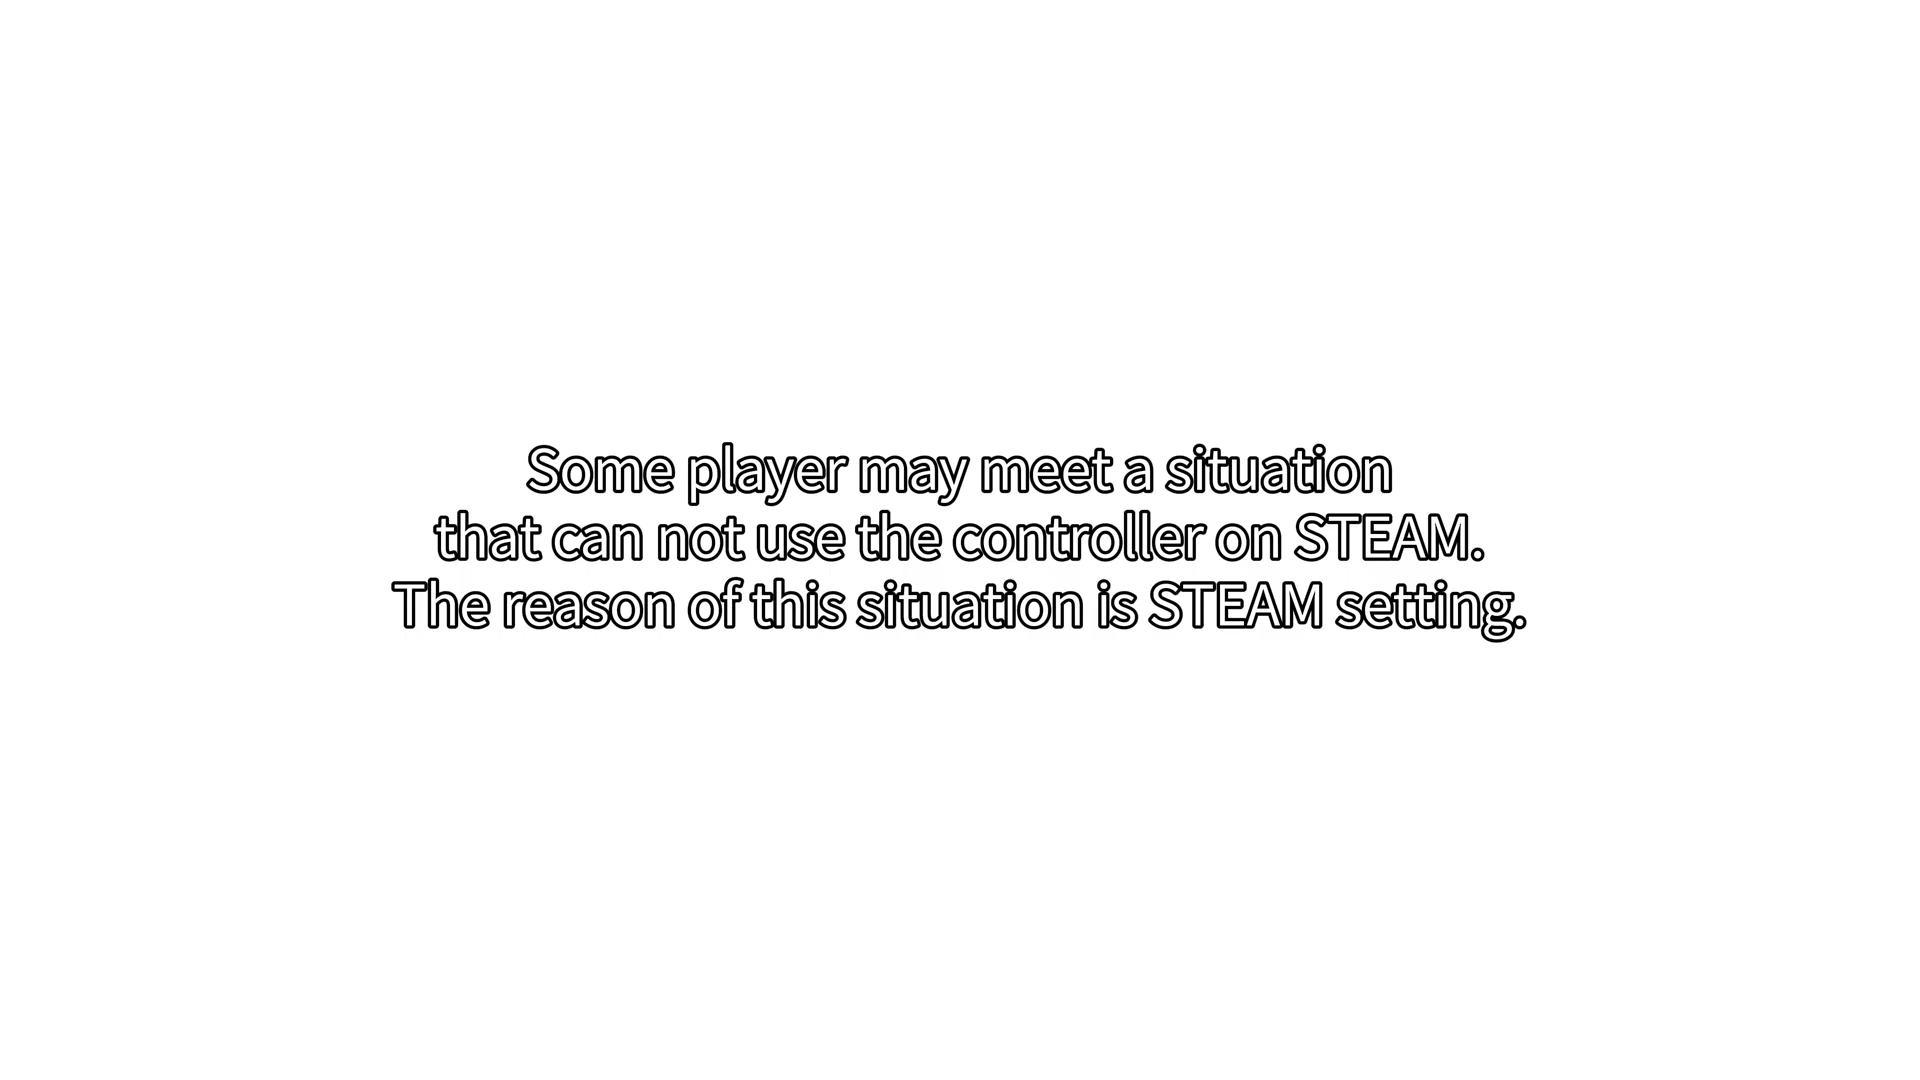 Some player may meet a situation
that can not use the controller on STEAM.
The reason of this situation is STEAM setting.